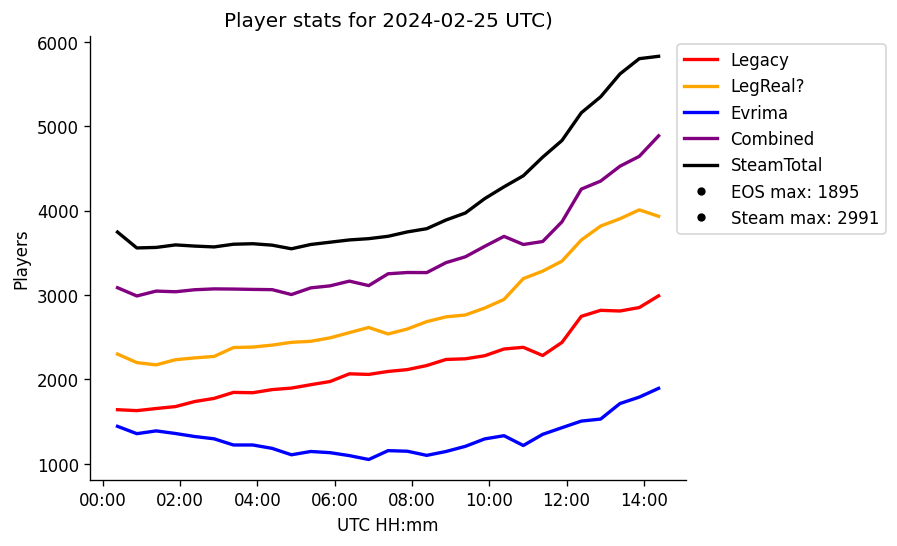 Player stats for 2024-02-25 UTC)
6000
5000
4000
3000
2000
1000
Players
00:00 02:00 04:00 06:00 08:00 10:00 12:00 14:00
UTC HH:mm
Legacy
LegReal?
Evrima
Combined
SteamTotal
EOS max: 1895
Steam max: 2991